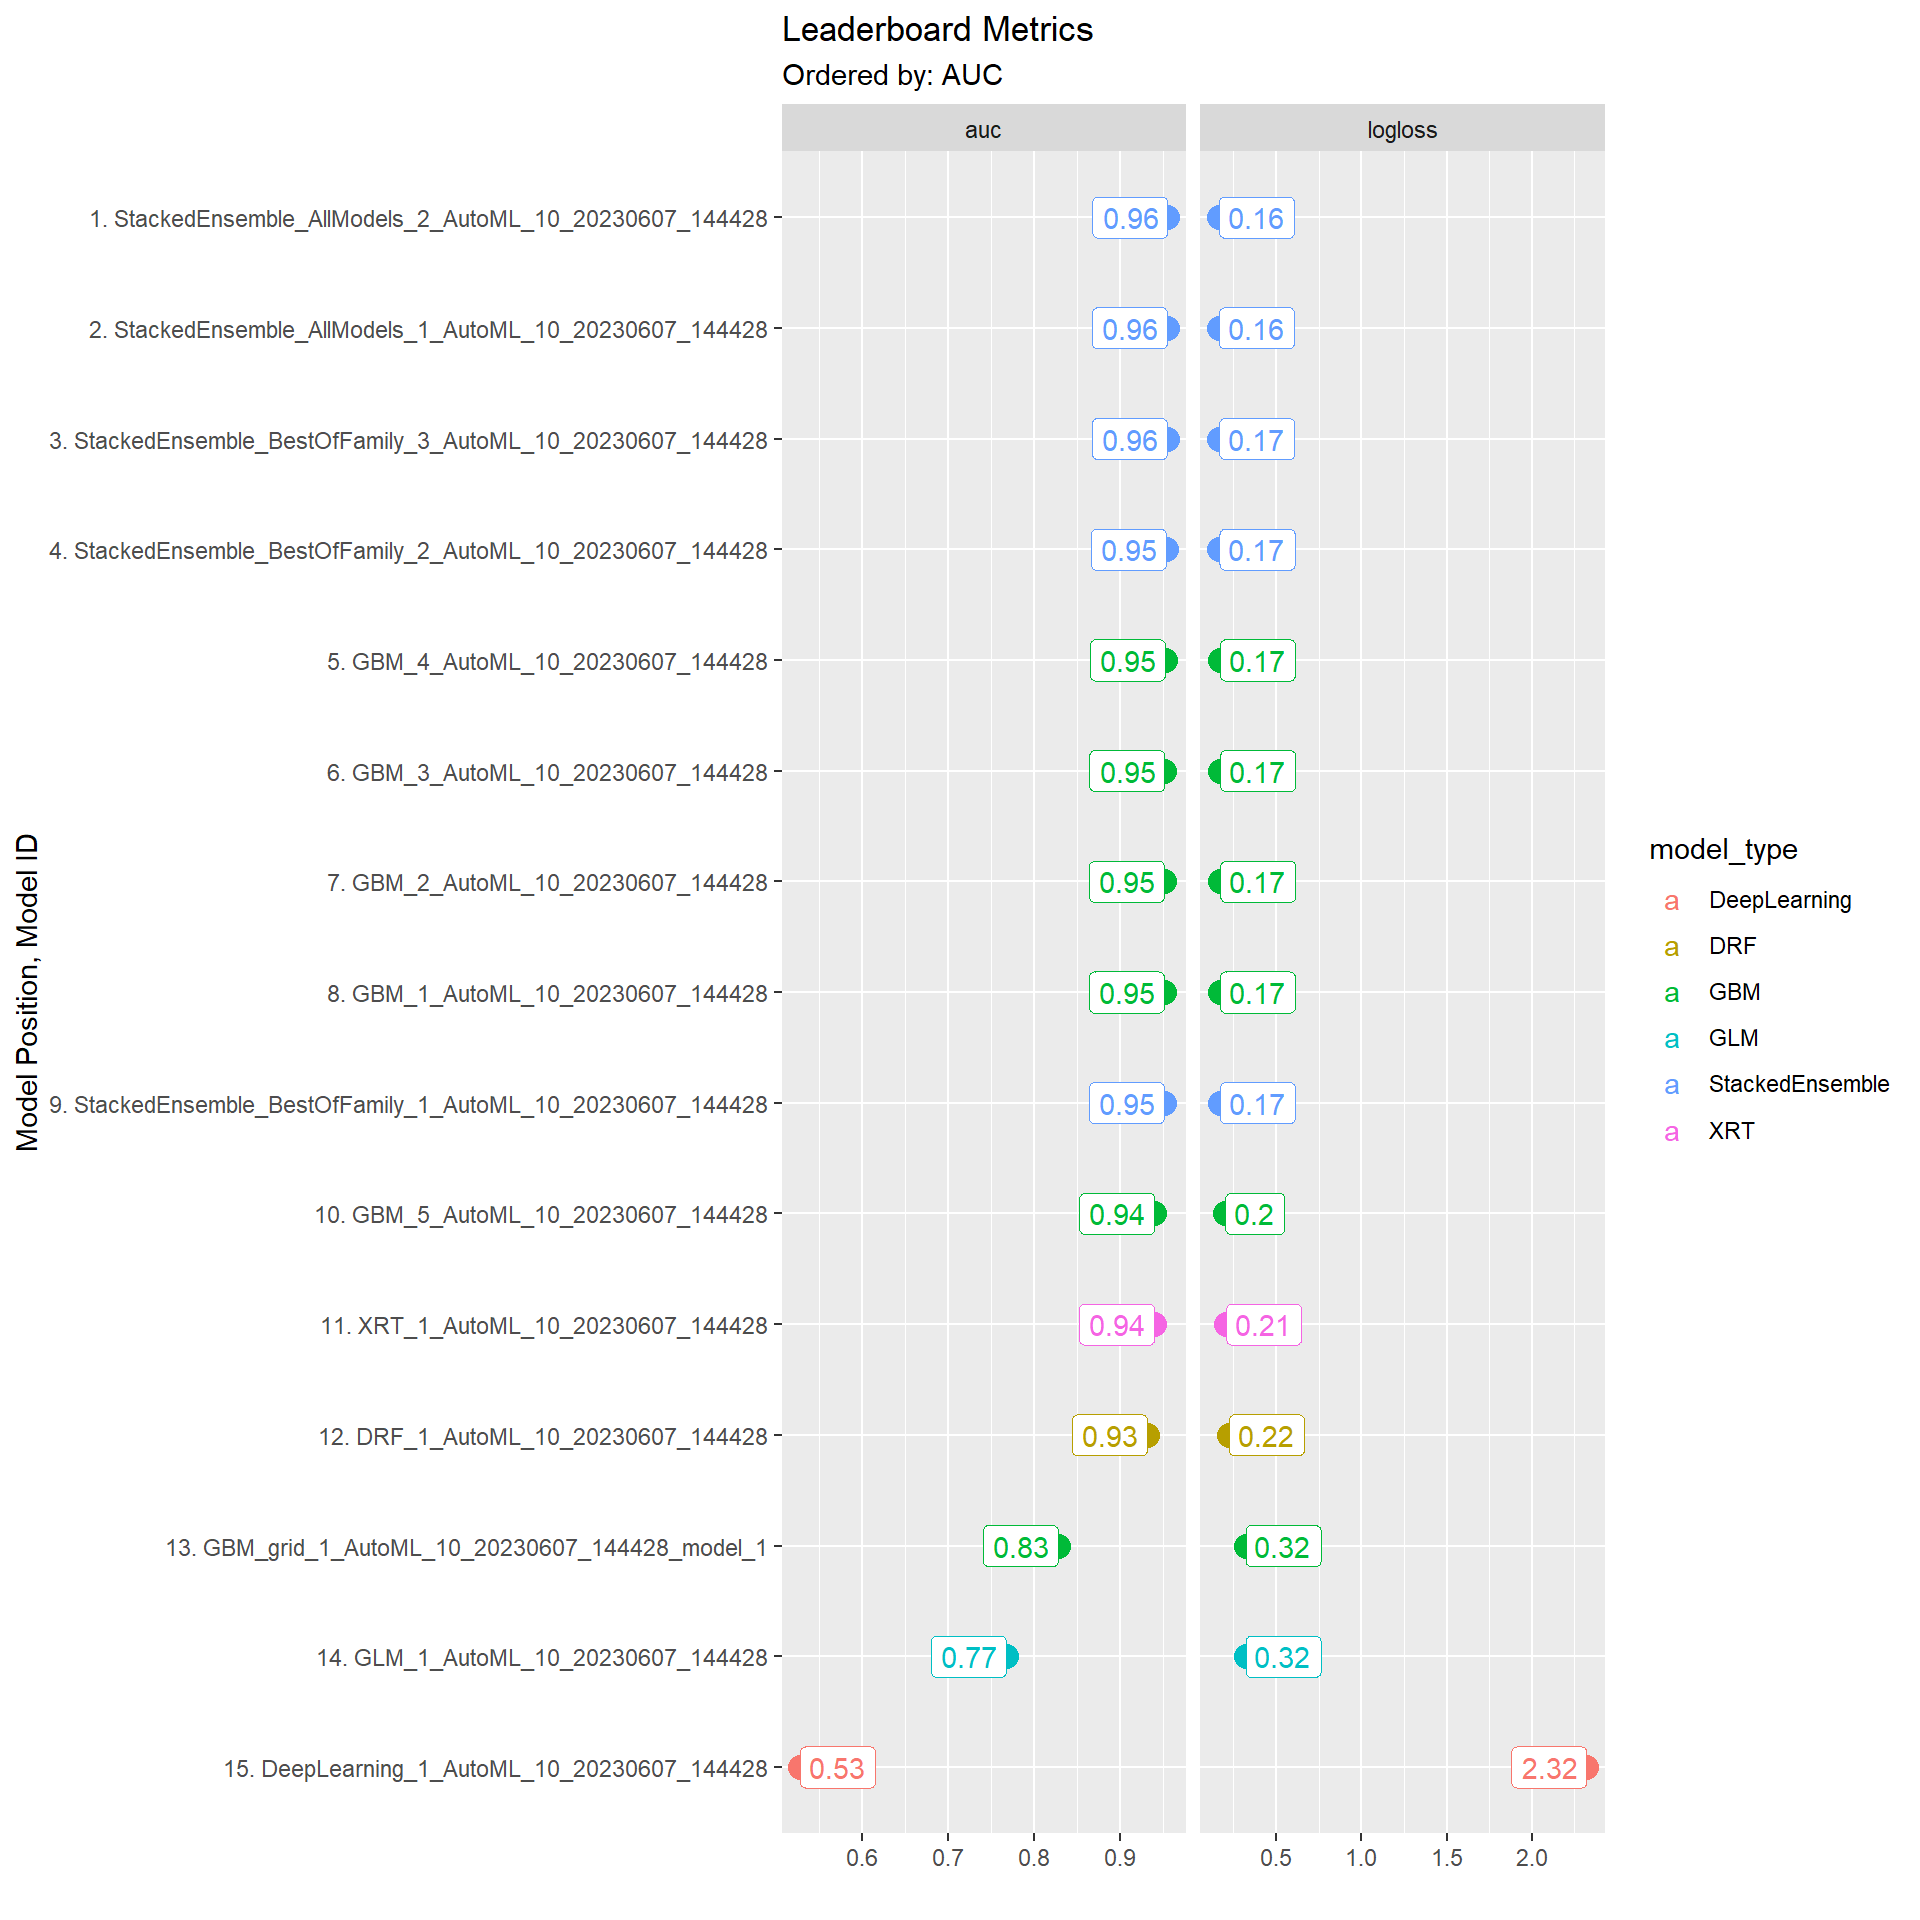 Leaderboard Metrics
Ordered by: AUC
auc logloss
1. StackedEnsemble_AllModels_2_AutoML_10_20230607_144428 0.96 0.16
2. StackedEnsemble_AllModels_1_AutoML_10_20230607_144428 0.96 0.16
3. StackedEnsemble_BestOfFamily_3_AutoML_10_20230607_144428 0.96 0.17
4. StackedEnsemble_BestOfFamily_2_AutoML_10_20230607_144428 0.95 0.17
5. GBM_4_AutoML_10_20230607_144428 0.95 0.17
6. GBM_3_AutoML_10_20230607_144428 0.95 0.17
7. GBM_2_AutoML_10_20230607_144428 0.95 0.17
8. GBM_1_AutoML_10_20230607_144428 0.95 0.17
9. StackedEnsemble_BestOfFamily_1_AutoML_10_20230607_144428 0.95 0.17
10. GBM_5_AutoML_10_20230607_144428 0.94 0.2
11. XRT_1_AutoML_10_20230607_144428 0.94 0.21
12. DRF_1_AutoML_10_20230607_144428 0.93 0.22
13. GBM_grid_1_AutoML_10_20230607_144428_model_1 0.83 0.32
14. GLM_1_AutoML_10_20230607_144428 0.77 0.32
15. DeepLearning_1_AutoML_10_20230607_144428 0.53 2.32
0.6 0.7 0.8 0.9 0.5 1.0 1.5 2.0
Model Position, Model ID
model_type
a DeepLearning
a DRF
a GBM
a GLM
a StackedEnsemble
a XRT